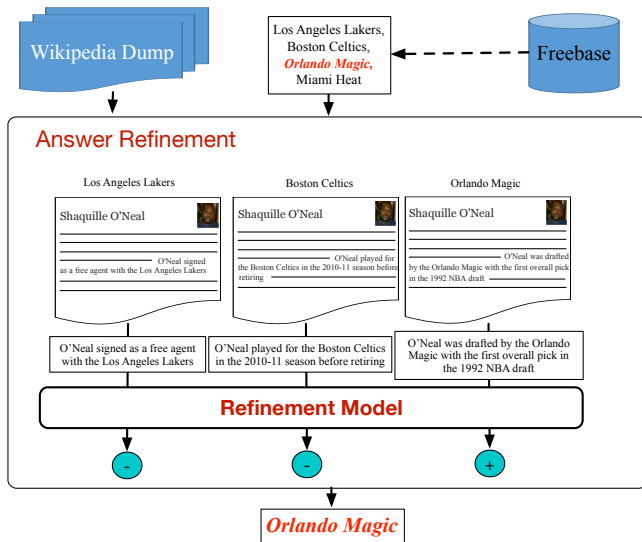 Wikipedia Dump
Los Angeles Lakers,
Boston Celtics,
Orlando Magic,
Miami Heat
Freebase
Answer Refinement
Los Angeles Lakers
Boston Celtics
Orlando Magic
Shaquille O'Neal
O'Neal signed
as a free agent with the Los Angeles Lakers
Shaquille O'Neal
O'Neal played for
the Boston Celtics in the 2010-11 season before
retiring
Shaquille O'Neal
O'Neal was drafted
by the Orlando Magic with the first overall pick
in the 1992 NBA draft
O'Neal signed as a free agent
with the Los Angeles Lakers
O'Neal played for the Boston Celtics
in the 2010-11 season before retiring
O'Neal was drafted by the Orlando
Magic with the first overall pick in
the 1992 NBA draft
Refinement Model
-
-
+
Orlando Magic